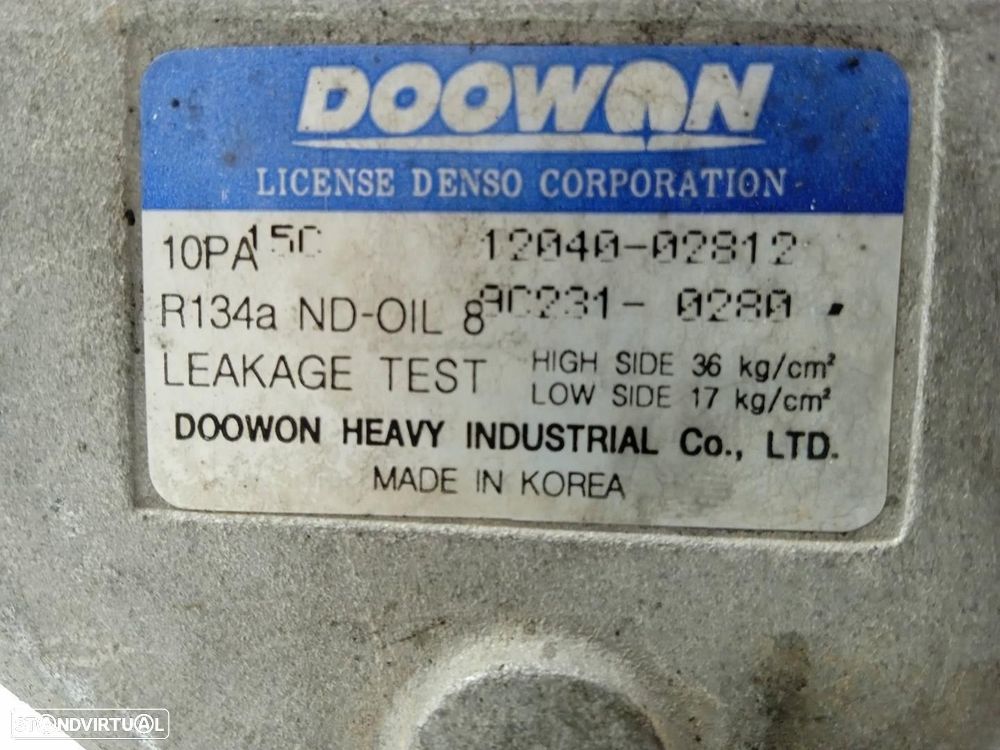 DOOWON
LICENSE DENSO CORPORATION
10PA15C 12040-02812
R134a ND-OIL 8 9C231- 0280
LEAKAGE TEST HIGH SIDE 36 kg/cm²
LOW SIDE 17 kg/cm²
DOOWON HEAVY INDUSTRIAL Co., LTD.
MADE IN KOREA
STANDVIRTUAL